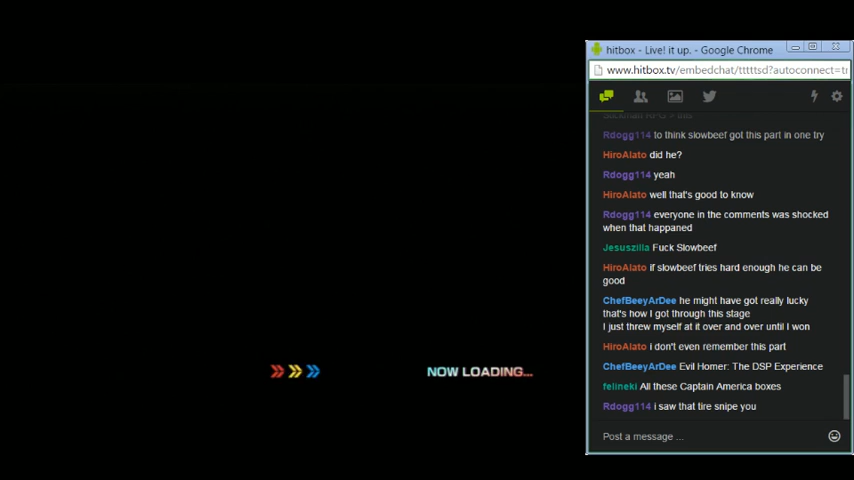 hitbox - Live! it up. - Google Chrome
www.hitbox.tv/embedchat/tttttsd?autoconnect=tr
Stickman RPG > this
Rdogg114 to think slowbeef got this part in one try
HiroAlato did he?
Rdogg114 yeah
HiroAlato well that's good to know
Rdogg114 everyone in the comments was shocked
when that happaned
Jesuszilla Fuck Slowbeef
HiroAlato if slowbeef tries hard enough he can be
good
ChefBeeyArDee he might have got really lucky
that's how I got through this stage
I just threw myself at it over and over until I won
HiroAlato i don't even remember this part
ChefBeeyArDee Evil Homer: The DSP Experience
felineki All these Captain America boxes
Rdogg114 i saw that tire snipe you
Post a message ...
NOW LOADING...